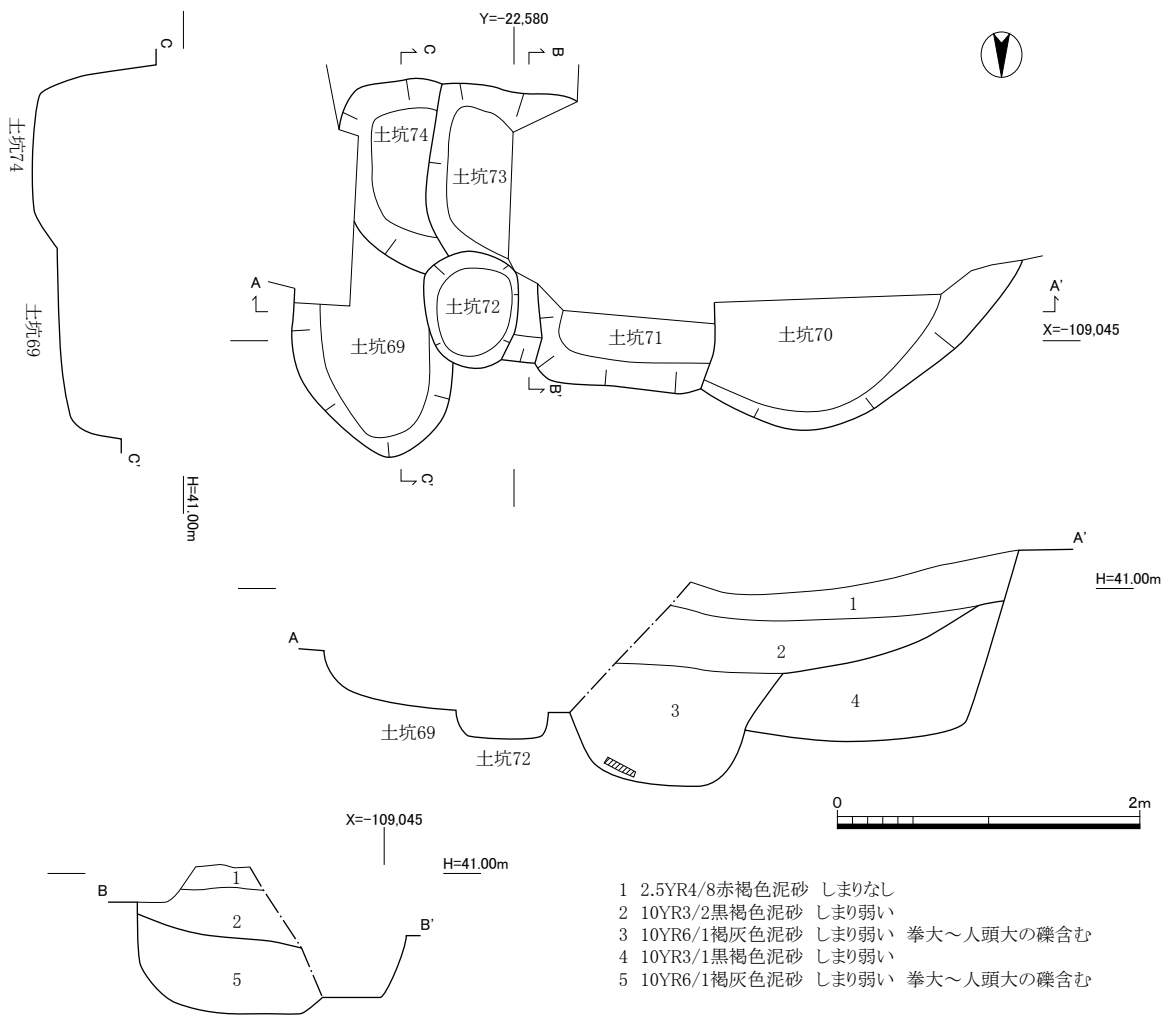 Y=-22,580
C
C
B
土坑74
土坑74
土坑73
A
土坑72
A'
土坑69
土坑69
土坑71
土坑70
X=-109,045
B'
C'
C'
H=41.00m
A'
H=41.00m
1
A
2
3
4
土坑69
土坑72
0
2m
X=-109,045
H=41.00m
B
1
2
B'
5
1 2.5YR4/8赤褐色泥砂 しまりなし
2 10YR3/2黒褐色泥砂 しまり弱い
3 10YR6/1褐灰色泥砂 しまり弱い 拳大～人頭大の礫含む
4 10YR3/1黒褐色泥砂 しまり弱い
5 10YR6/1褐灰色泥砂 しまり弱い 拳大～人頭大の礫含む